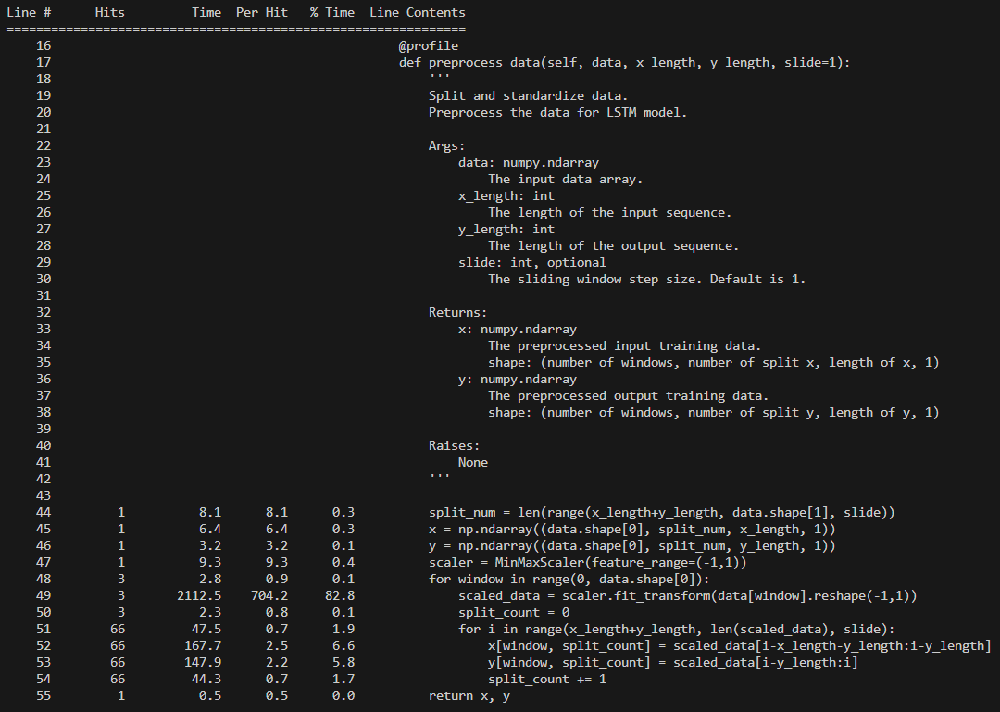 Line #      Hits         Time  Per Hit   % Time  Line Contents
==============================================================
    16                                               @profile
    17                                               def preprocess_data(self, data, x_length, y_length, slide=1):
    18                                                   '''
    19                                                   Split and standardize data.
    20                                                   Preprocess the data for LSTM model.
    21
    22                                                   Args:
    23                                                       data: numpy.ndarray
    24                                                           The input data array.
    25                                                       x_length: int
    26                                                           The length of the input sequence.
    27                                                       y_length: int
    28                                                           The length of the output sequence.
    29                                                       slide: int, optional
    30                                                           The sliding window step size. Default is 1.
    31
    32                                                   Returns:
    33                                                       x: numpy.ndarray
    34                                                           The preprocessed input training data.
    35                                                           shape: (number of windows, number of split x, length of x, 1)
    36                                                       y: numpy.ndarray
    37                                                           The preprocessed output training data.
    38                                                           shape: (number of windows, number of split y, length of y, 1)
    39
    40                                                   Raises:
    41                                                       None
    42                                                   '''
    43
    44         1          8.1      8.1      0.3          split_num = len(range(x_length+y_length, data.shape[1], slide))
    45         1          6.4      6.4      0.3          x = np.ndarray((data.shape[0], split_num, x_length, 1))
    46         1          3.2      3.2      0.1          y = np.ndarray((data.shape[0], split_num, y_length, 1))
    47         1          9.3      9.3      0.4          scaler = MinMaxScaler(feature_range=(-1,1))
    48         3          2.8      0.9      0.1          for window in range(0, data.shape[0]):
    49         3       2112.5    704.2     82.8              scaled_data = scaler.fit_transform(data[window].reshape(-1,1))
    50         3          2.3      0.8      0.1              split_count = 0
    51        66         47.5      0.7      1.9              for i in range(x_length+y_length, len(scaled_data), slide):
    52        66        167.7      2.5      6.6                  x[window, split_count] = scaled_data[i-x_length-y_length:i-y_length]
    53        66        147.9      2.2      5.8                  y[window, split_count] = scaled_data[i-y_length:i]
    54        66         44.3      0.7      1.7                  split_count += 1
    55         1          0.5      0.5      0.0          return x, y